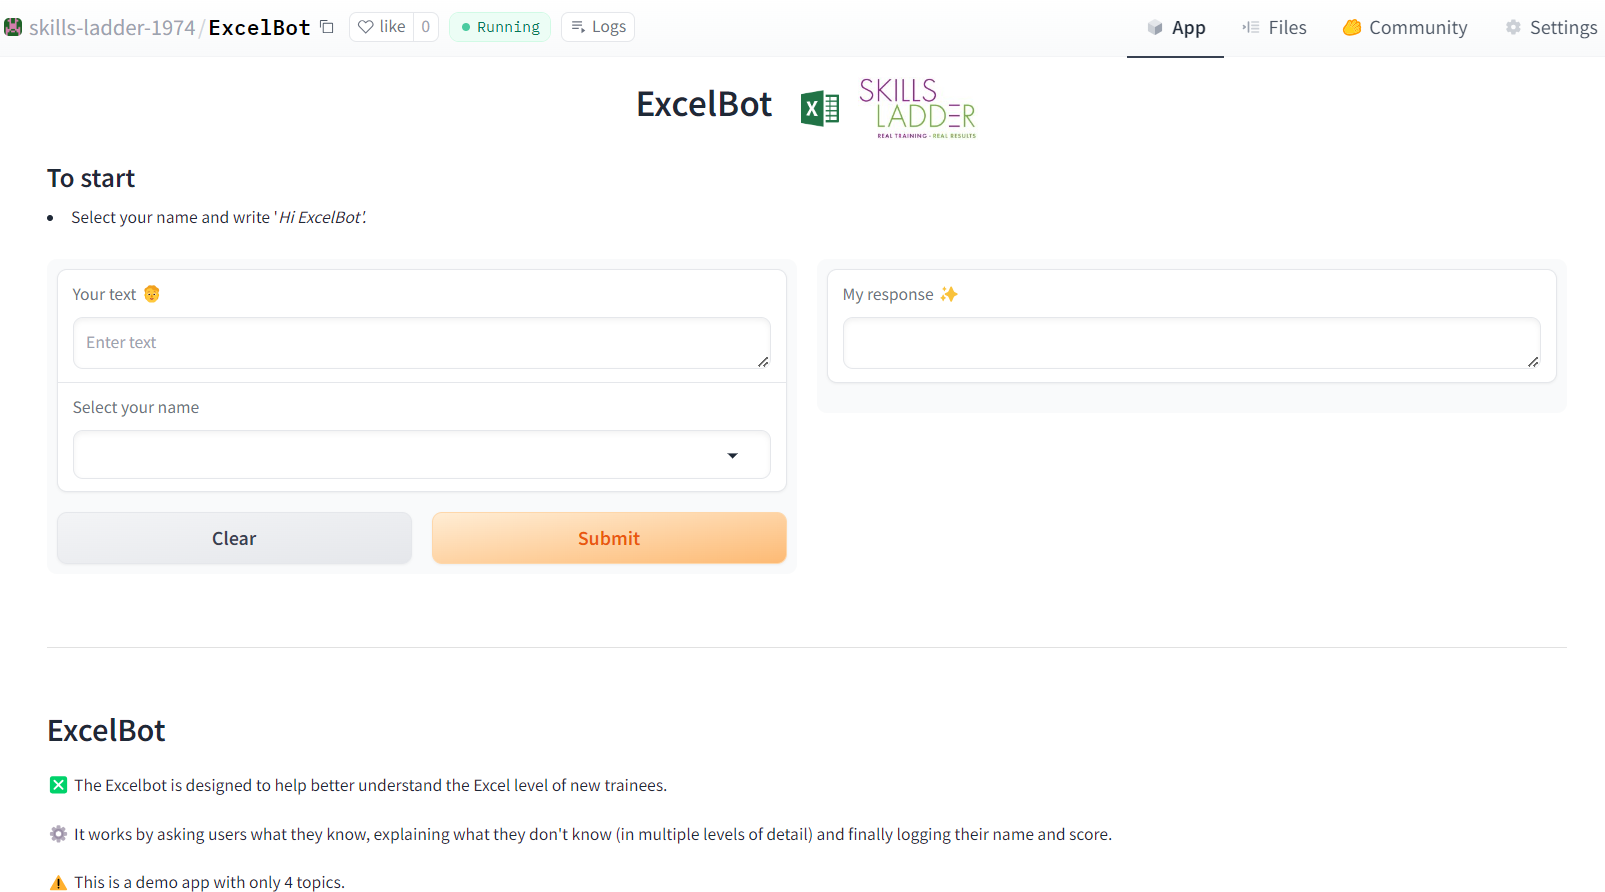 skills-ladder-1974/ExcelBot like 0 Running Logs App Files Community Settings
ExcelBot
X
SKILLS
LADDER
REAL TRAINING - REAL RESULTS
To start
Select your name and write 'Hi ExcelBot'.
Your text
Enter text
Select your name
Clear Submit
My response
ExcelBot
The Excelbot is designed to help better understand the Excel level of new trainees.
It works by asking users what they know, explaining what they don't know (in multiple levels of detail) and finally logging their name and score.
This is a demo app with only 4 topics.